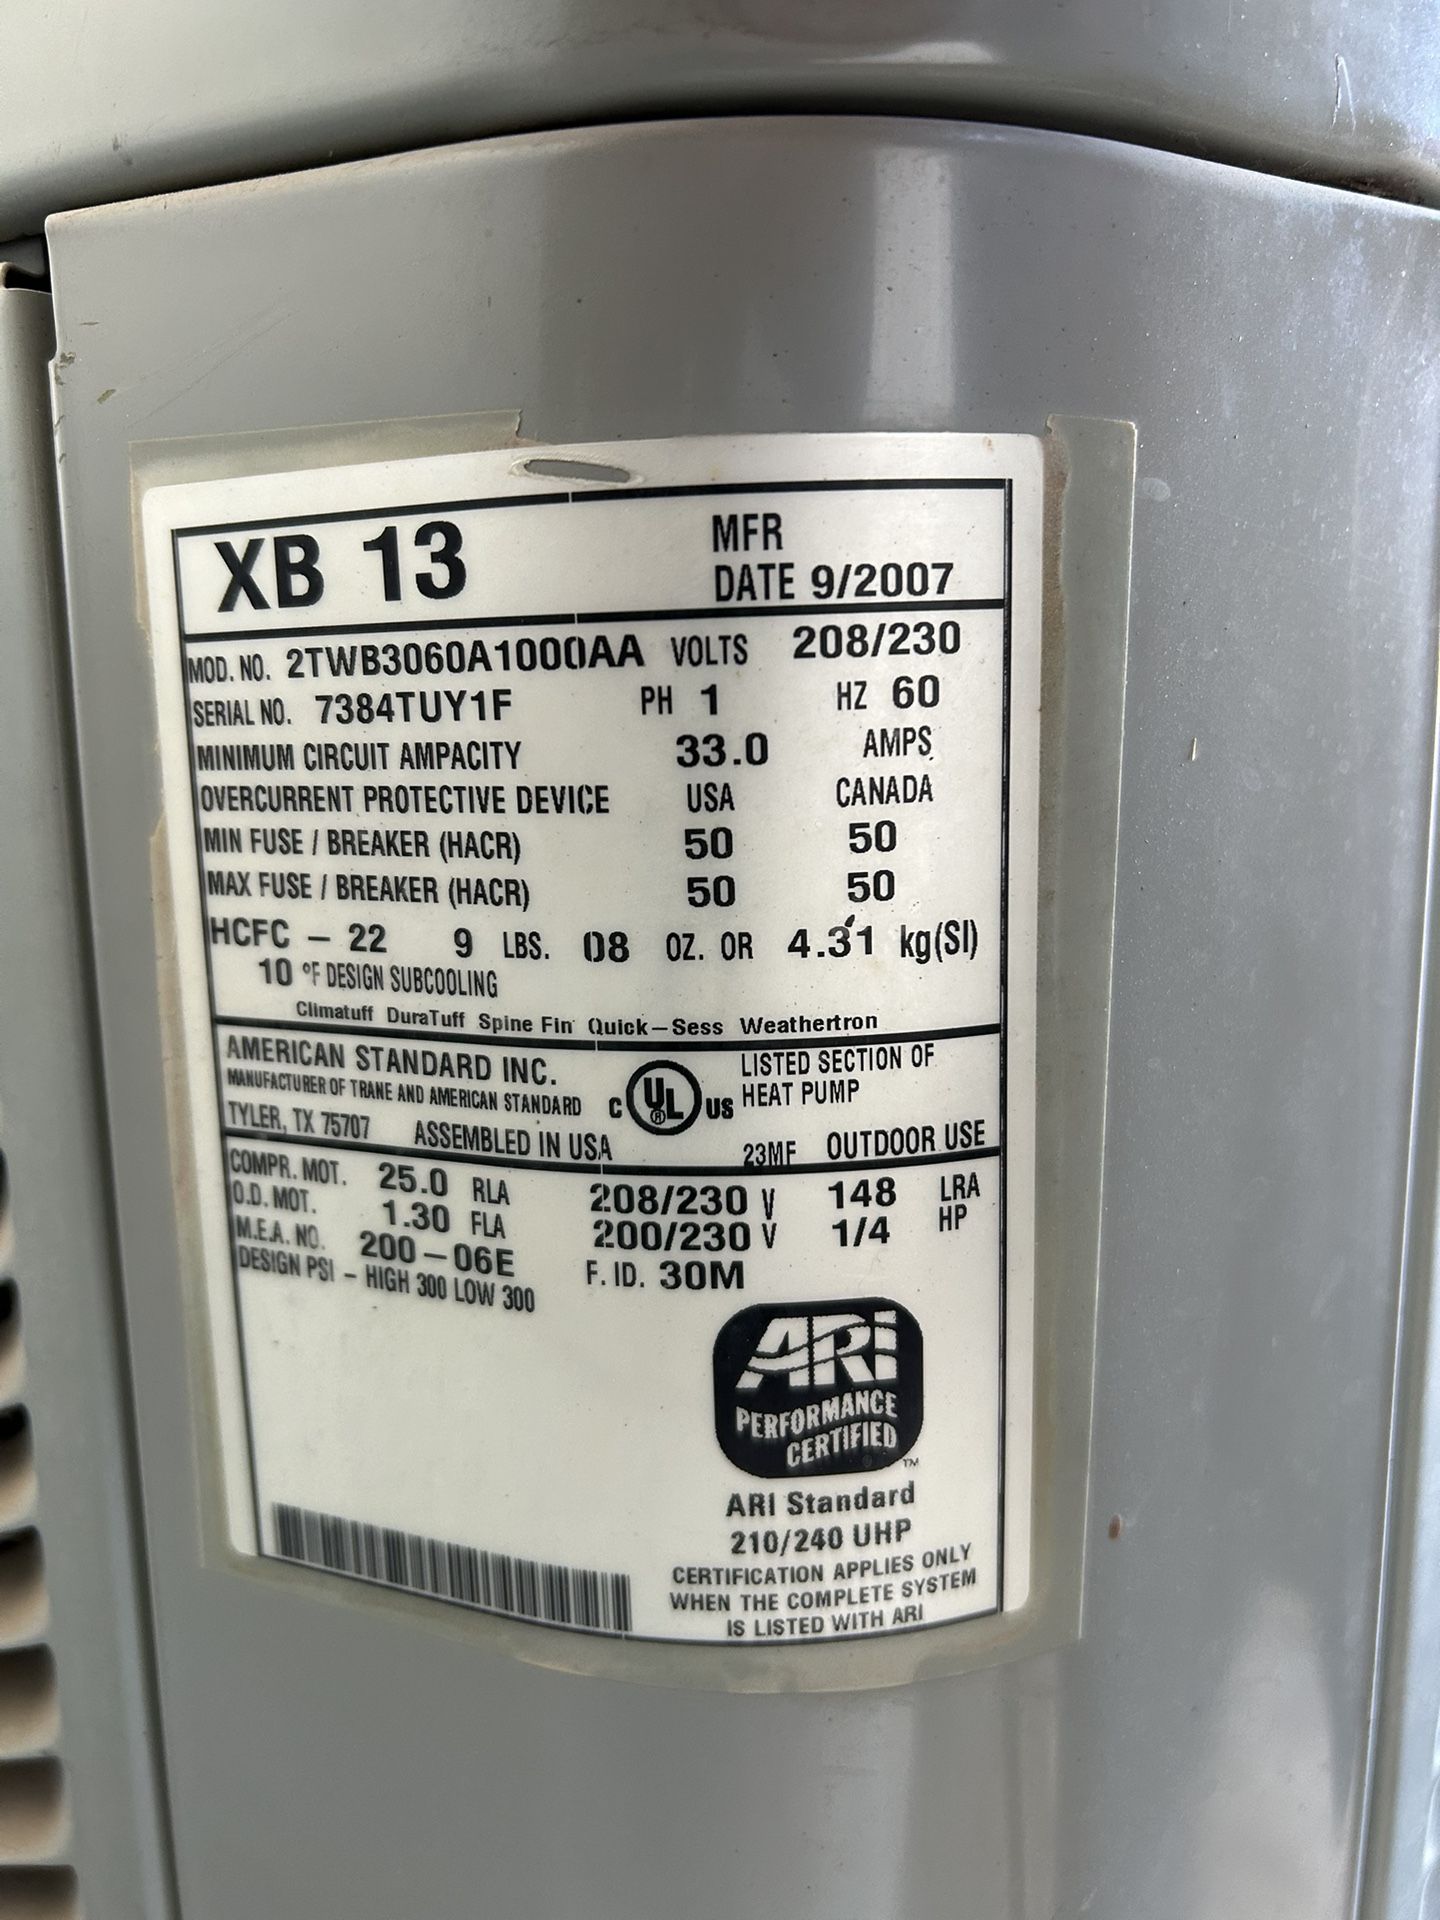 XB 13 MFR DATE 9/2007
MOD. NO. 2TWB3060A1000AA VOLTS 208/230
SERIAL NO. 7384TUY1F PH 1 HZ 60
MINIMUM CIRCUIT AMPACITY 33.0 AMPS
OVERCURRENT PROTECTIVE DEVICE USA CANADA
MIN FUSE / BREAKER (HACR) 50 50
MAX FUSE / BREAKER (HACR) 50 50
HCFC - 22 9 LBS. 08 OZ. OR 4.31 kg(SI)
10 °F DESIGN SUBCOOLING
Climatuff DuraTuff Spine Fin Quick-Sess Weathertron
AMERICAN STANDARD INC.
MANUFACTURER OF TRANE AND AMERICAN STANDARD
TYLER, TX 75707 ASSEMBLED IN USA
C UL ® US
LISTED SECTION OF
HEAT PUMP
23MF OUTDOOR USE
COMPR. MOT. 25.0 RLA 208/230 V 148 LRA
O.D. MOT. 1.30 FLA 200/230 V 1/4 HP
M.E.A. NO. 200-06E F. ID. 30M
DESIGN PSI - HIGH 300 LOW 300
ARI
PERFORMANCE
CERTIFIED
TM
ARI Standard
210/240 UHP
CERTIFICATION APPLIES ONLY
WHEN THE COMPLETE SYSTEM
IS LISTED WITH ARI